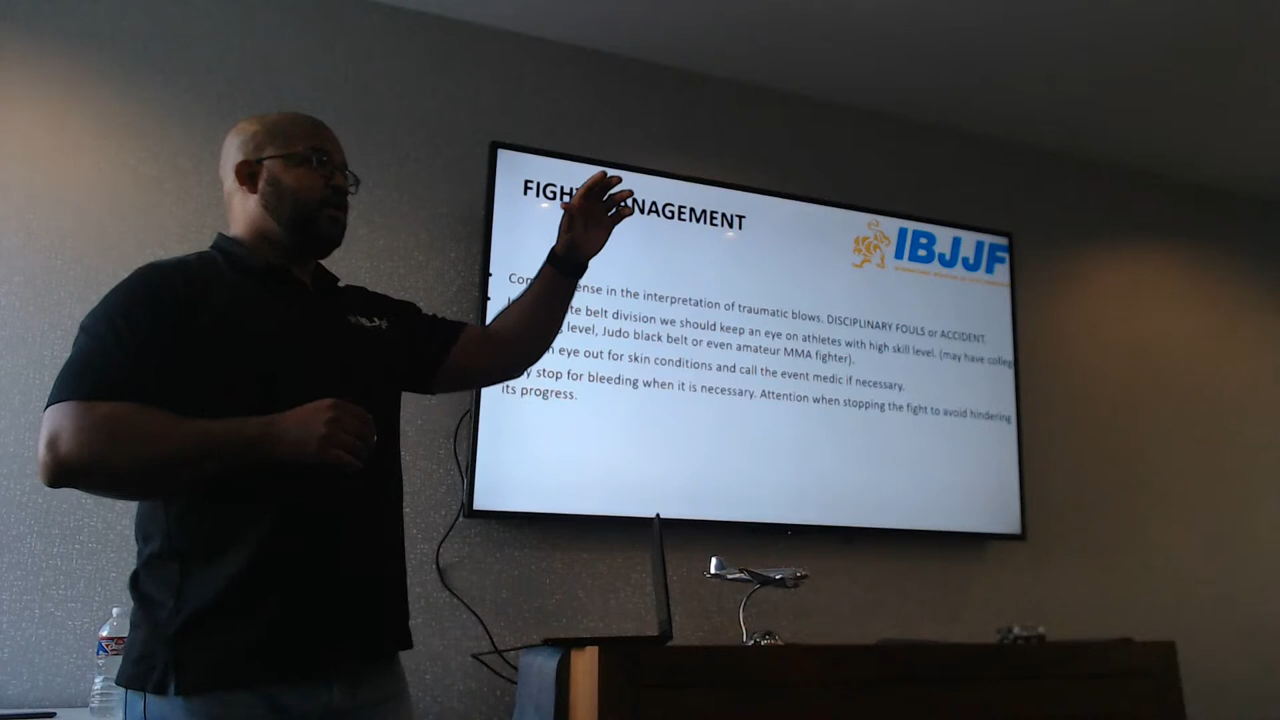 FIGH ANAGEMENT
IBJJF
Com ense in the interpretation of traumatic blows. DISCIPLINARY FOULS or ACCIDENT.
te belt division we should keep an eye on athletes with high skill level. (may have colleg
level, Judo black belt or even amateur MMA fighter).
eye out for skin conditions and call the event medic if necessary.
stop for bleeding when it is necessary. Attention when stopping the fight to avoid hindering
its progress.